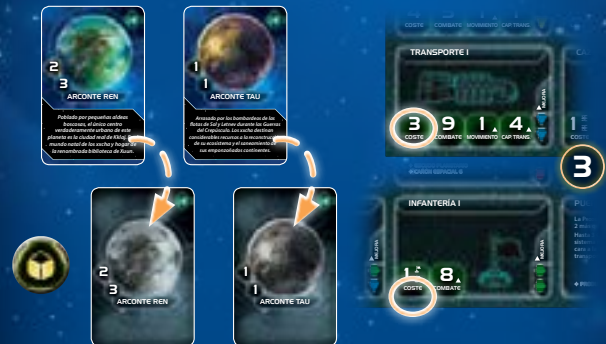 2
3
ARCONTE REN
Poblado por pequeñas aldeas
boscosas, el único centro
verdaderamente urbano de este
planeta es la ciudad real de Khlaj.
mundo natal de los xxcha y hogar de
la renombrada biblioteca de Xuun.
1
1
ARCONTE TAU
Arrasado por los bombardeos de las
flotas de Sol y Letnev durante las Guerras
del Crepúsculo. Los xxcha destinan
considerables recursos a la reconstrucción
de su ecosistema y el saneamiento de
sus emponzoñados continentes.
2
3
ARCONTE REN
1
1
ARCONTE TAU
COSTE COMBATE MOVIMIENTO CAP. TRANS.
TRANSPORTE I
MEJORA
3 9 1 4
COSTE COMBATE MOVIMIENTO CAP. TRANS.
1
COSTE
3
INFANTERÍA I
MEJORA
1 8
COSTE COMBATE
MEJORA